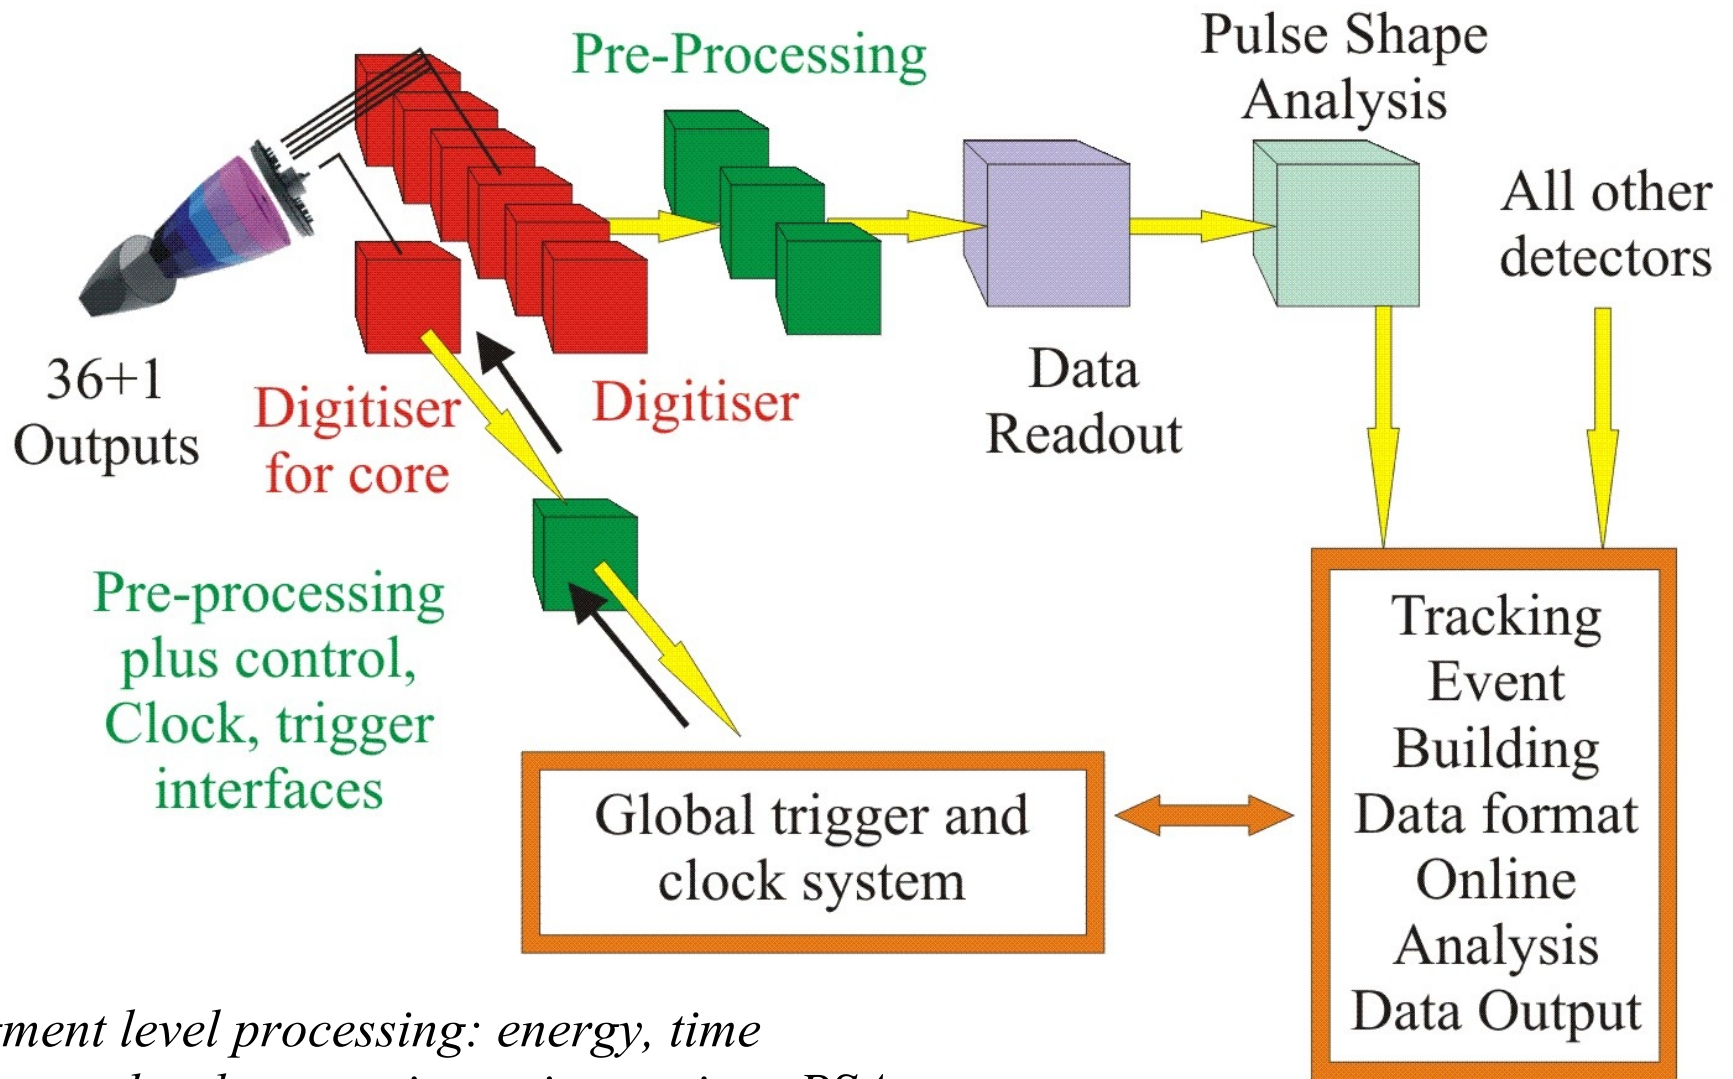 Pre-Processing
Pulse Shape
Analysis
All other
detectors
36+1
Outputs
Digitiser
for core
Digitiser
Data
Readout
Pre-processing
plus control,
Clock, trigger
interfaces
Global trigger and
clock system
Tracking
Event
Building
Data format
Online
Analysis
Data Output
level processing: energy, time